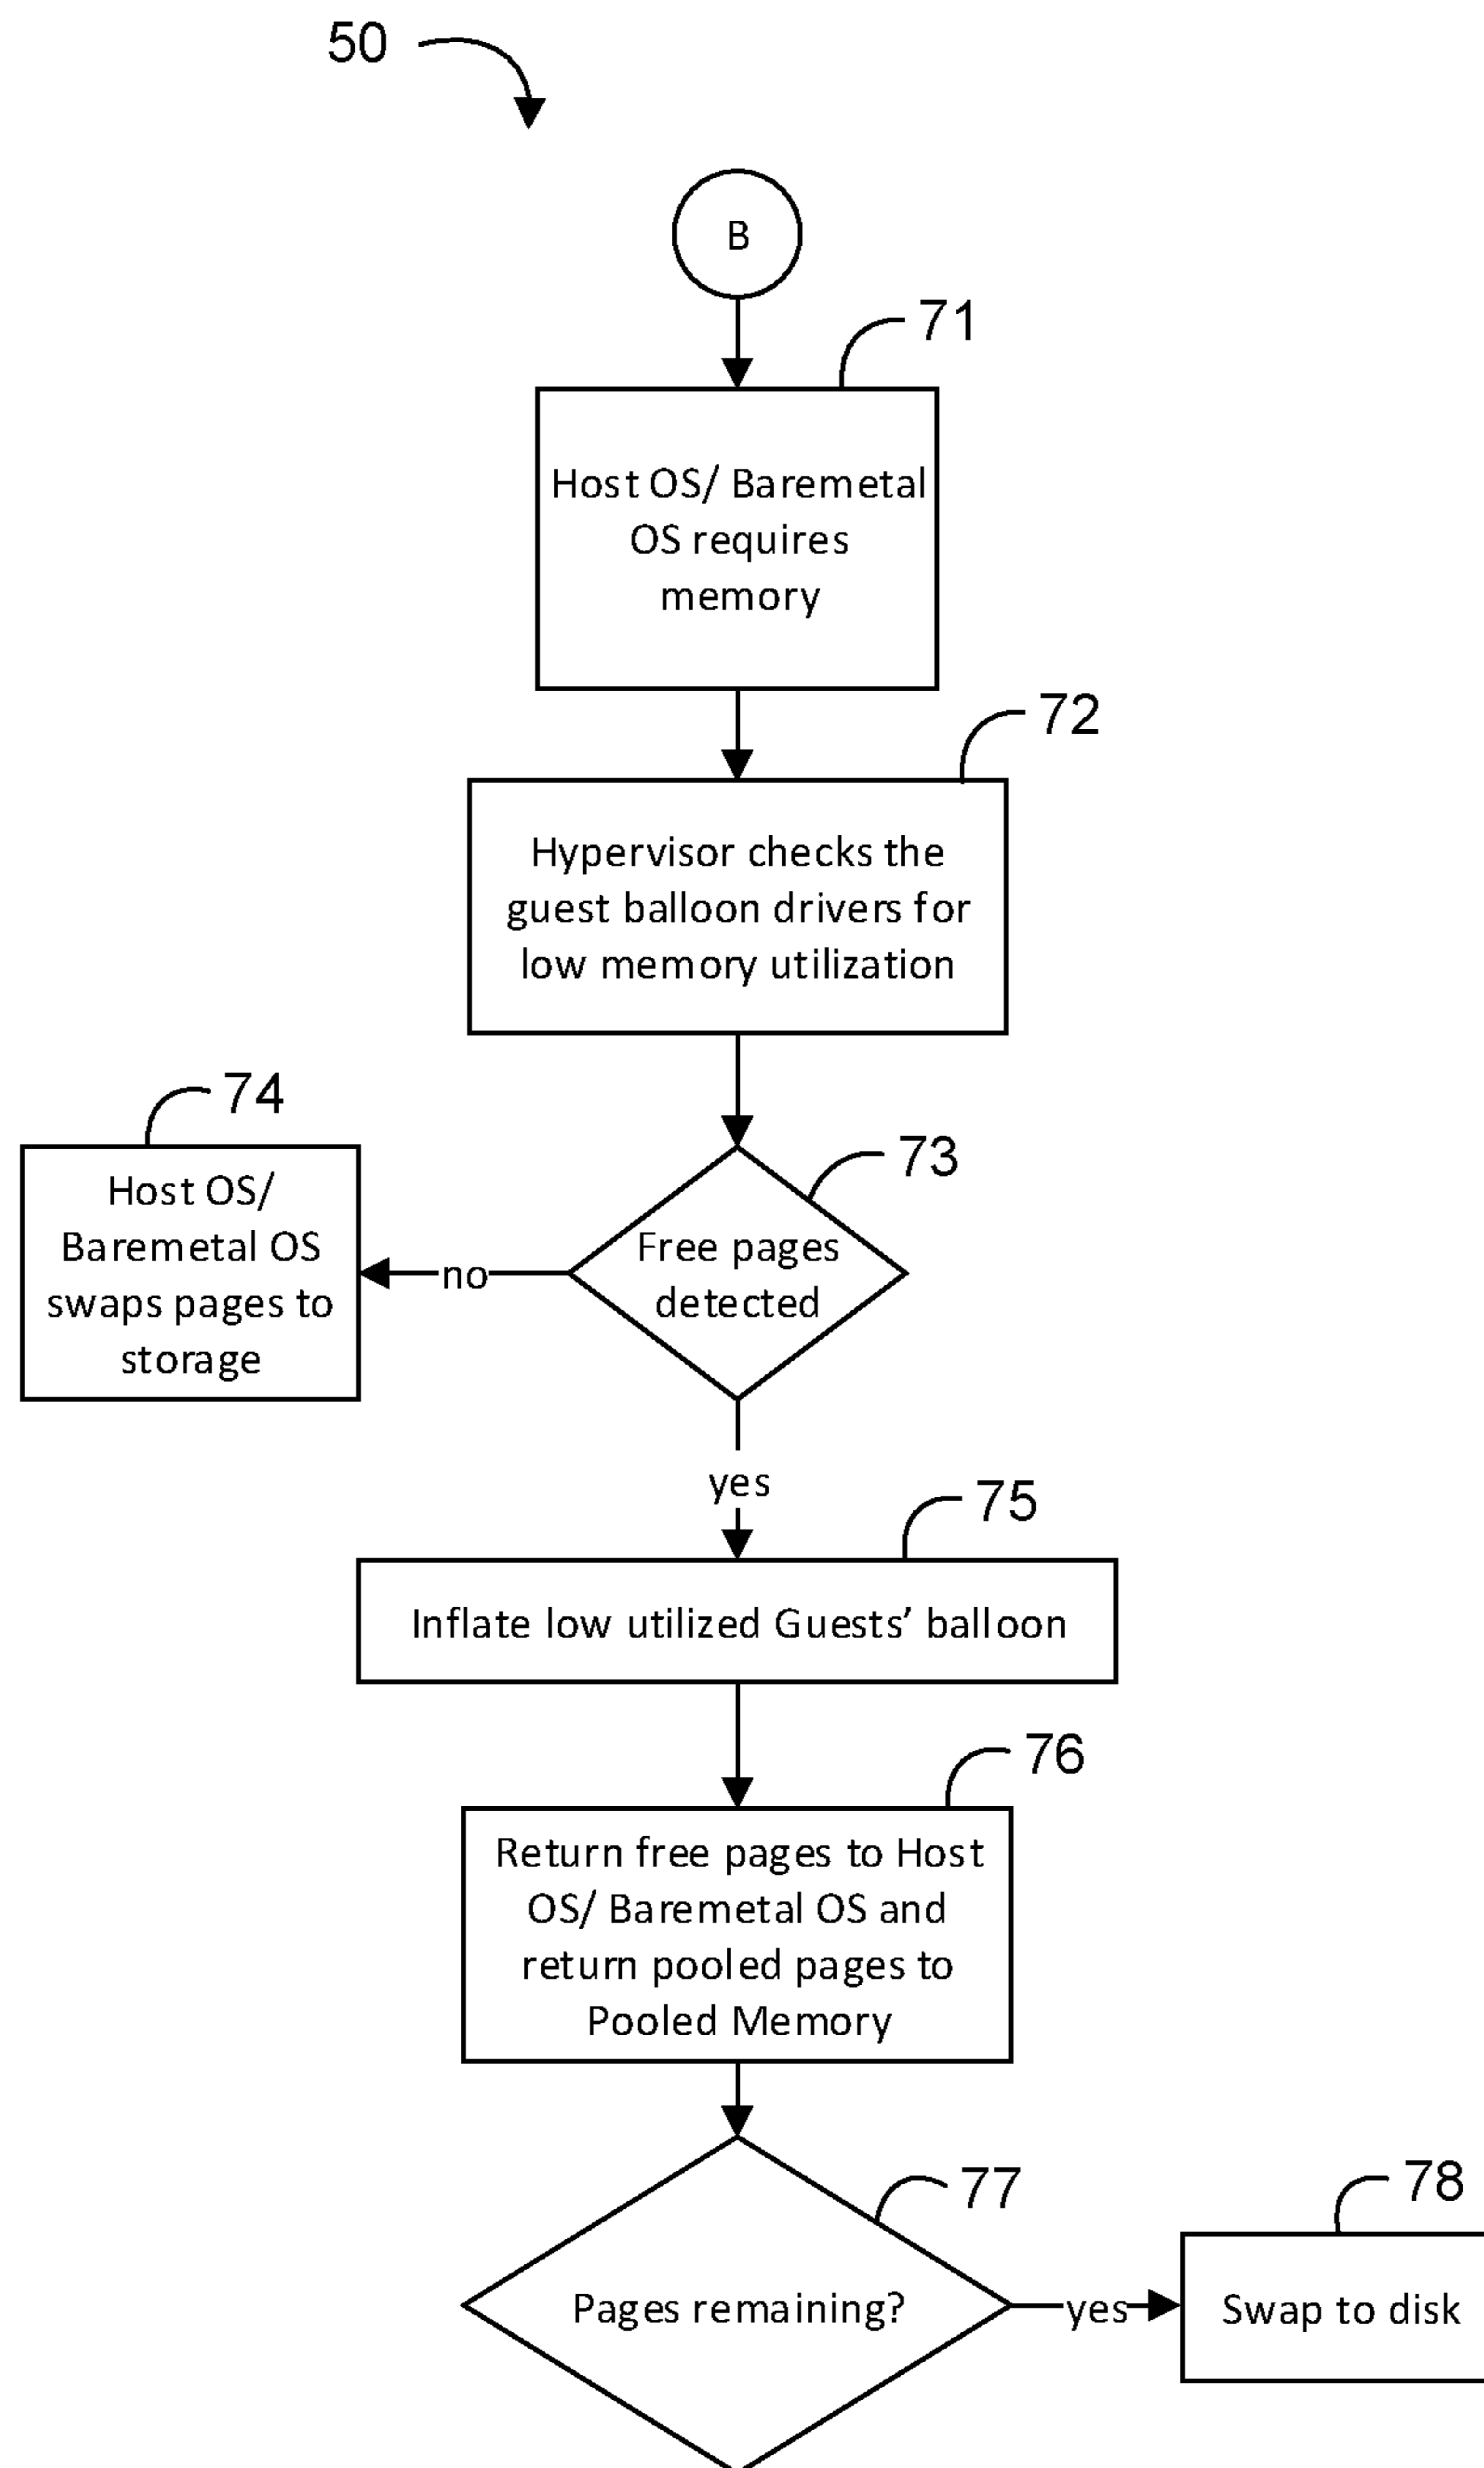 50
B
71
Host OS/ Baremetal
OS requires
memory
72
Hypervisor checks the
guest balloon drivers for
low memory utilization
74
Host OS/
Baremetal OS
swaps pages to
storage
73
Free pages
detected
no
yes
75
Inflate low utilized Guests’ balloon
76
Return free pages to Host
OS/ Baremetal OS and
return pooled pages to
Pooled Memory
77
Pages remaining?
yes
78
Swap to disk